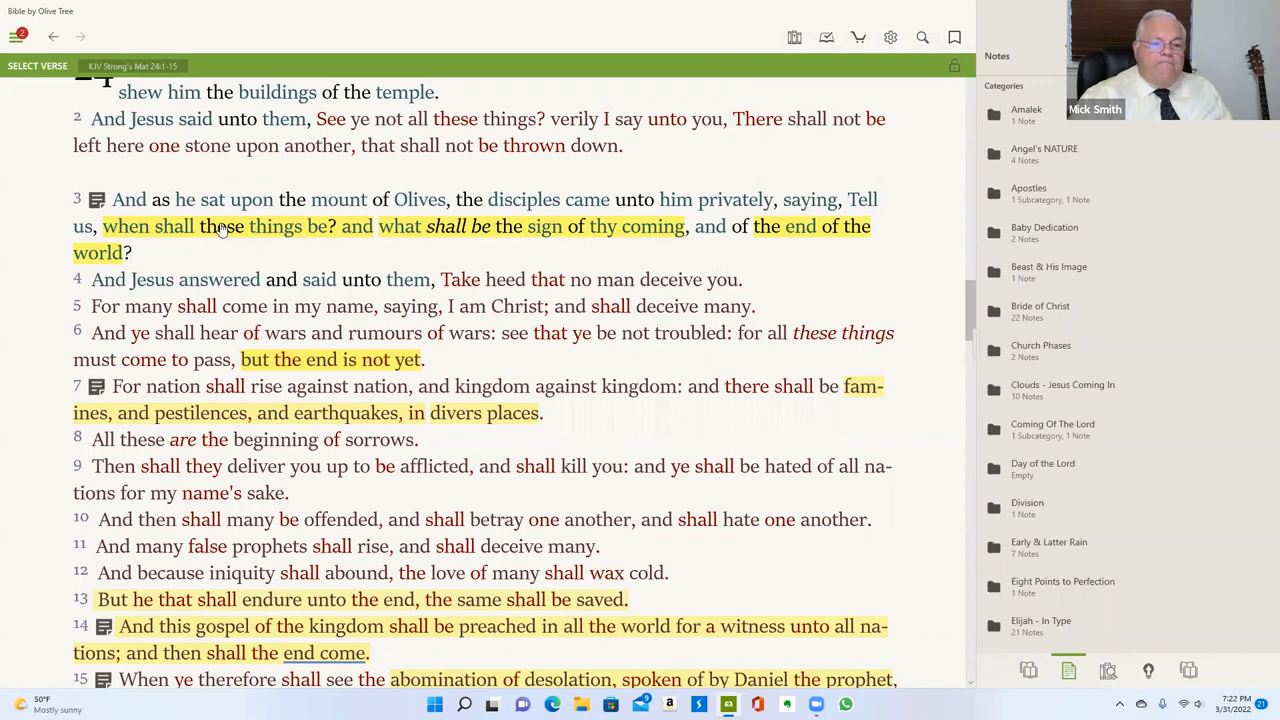 Bible by Olive Tree
2
SELECT VERSE KJV Strong's Mat 24:1-15
24
shew him the buildings of the temple.
2 And Jesus said unto them, See ye not all these things? verily I say unto you, There shall not be
left here one stone upon another, that shall not be thrown down.
3 And as he sat upon the mount of Olives, the disciples came unto him privately, saying, Tell
us, when shall these things be? and what shall be the sign of thy coming, and of the end of the
world?
4 And Jesus answered and said unto them, Take heed that no man deceive you.
5 For many shall come in my name, saying, I am Christ; and shall deceive many.
6 And ye shall hear of wars and rumours of wars: see that ye be not troubled: for all these things
must come to pass, but the end is not yet.
7 For nation shall rise against nation, and kingdom against kingdom: and there shall be fam-
ines, and pestilences, and earthquakes, in divers places.
8 All these are the beginning of sorrows.
9 Then shall they deliver you up to be afflicted, and shall kill you: and ye shall be hated of all na-
tions for my name's sake.
10 And then shall many be offended, and shall betray one another, and shall hate one another.
11 And many false prophets shall rise, and shall deceive many.
12 And because iniquity shall abound, the love of many shall wax cold.
13 But he that shall endure unto the end, the same shall be saved.
14 And this gospel of the kingdom shall be preached in all the world for a witness unto all na-
tions; and then shall the end come.
15 When ye therefore shall see the abomination of desolation, spoken of by Daniel the prophet,
Notes
Categories
Mick Smith
Amalek
1 Note
Angel's NATURE
4 Notes
Apostles
1 Subcategory, 1 Note
Baby Dedication
2 Notes
Beast & His Image
1 Note
Bride of Christ
22 Notes
Church Phases
2 Notes
Clouds - Jesus Coming In
10 Notes
Coming Of The Lord
1 Subcategory, 1 Note
Day of the Lord
Empty
Division
1 Note
Early & Latter Rain
7 Notes
Eight Points to Perfection
1 Note
Elijah - In Type
21 Notes
50°F
Mostly sunny
9
7:22 PM
3/31/2022
21